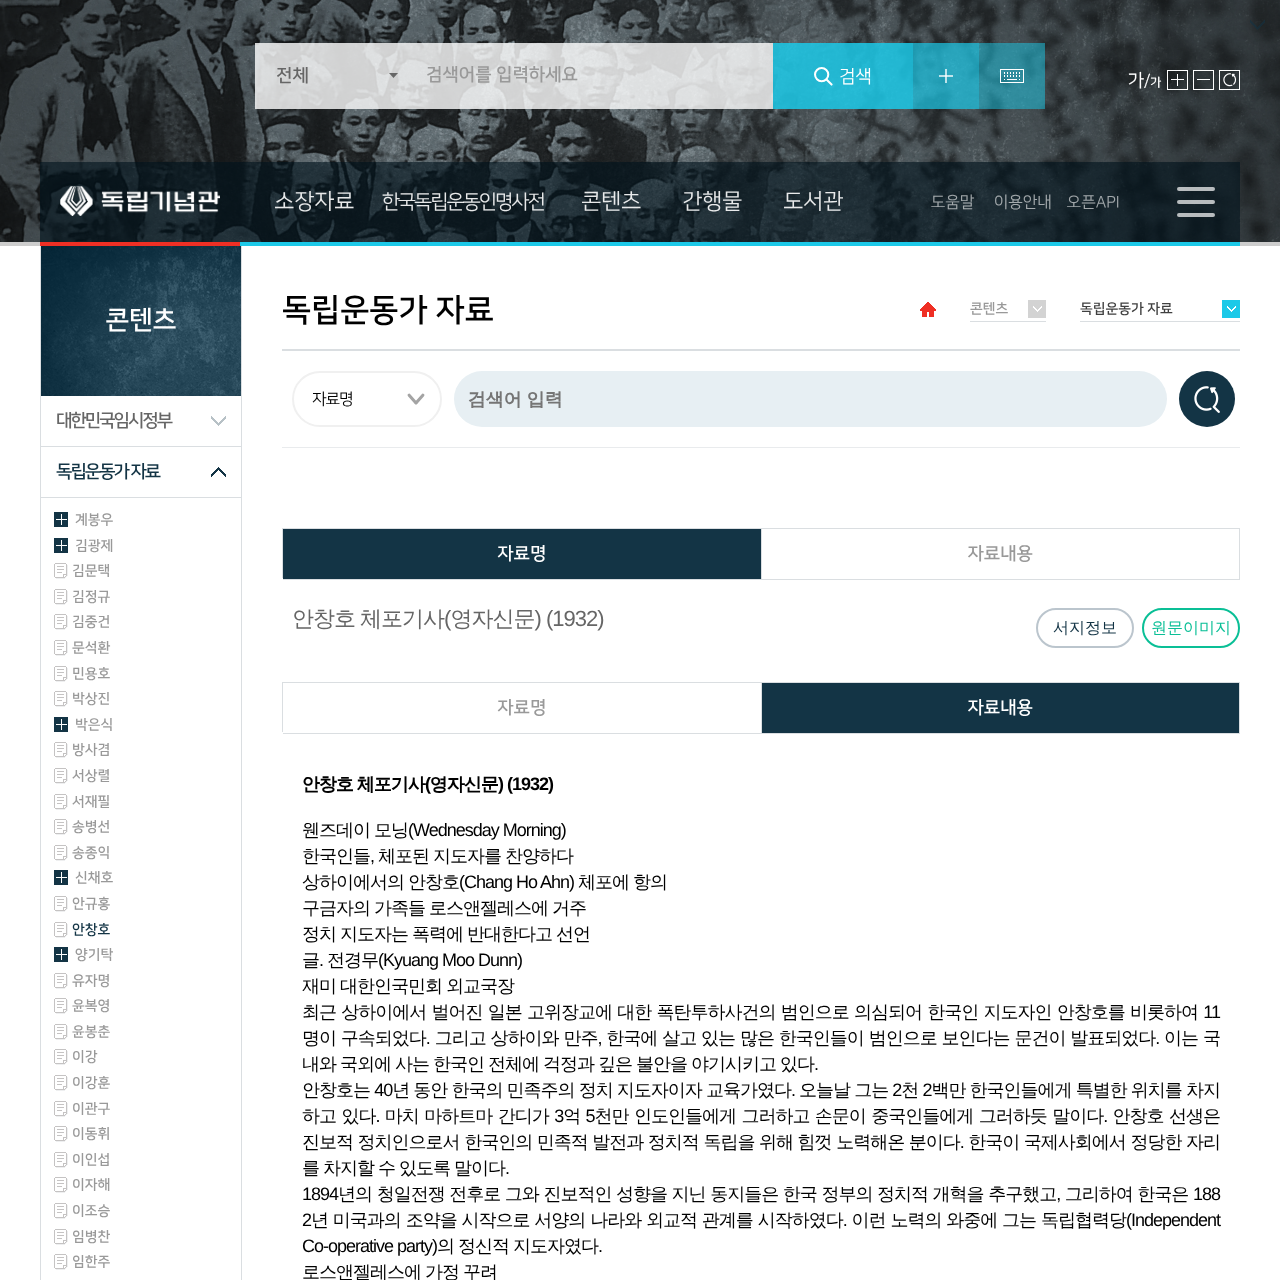 전체
검색어를 입력하세요
검색
가/가
독립기념관
소장자료
한국독립운동인명사전
콘텐츠
간행물
도서관
도움말
이용안내
오픈API
콘텐츠
대한민국임시정부
독립운동가 자료
계봉우
김광제
김문택
김정규
김중건
문석환
민용호
박상진
박은식
방사겸
서상렬
서재필
송병선
송종익
신채호
안규홍
안창호
양기탁
유자명
윤복영
윤봉춘
이강
이강훈
이관구
이동휘
이인섭
이자해
이조승
임병찬
임한주
독립운동가 자료
콘텐츠
독립운동가 자료
자료명
검색어 입력
자료명
자료내용
안창호 체포기사(영자신문) (1932)
서지정보
원문이미지
자료명
자료내용
안창호 체포기사(영자신문) (1932)
웬즈데이 모닝(Wednesday Morning)
한국인들, 체포된 지도자를 찬양하다
상하이에서의 안창호(Chang Ho Ahn) 체포에 항의
구금자의 가족들 로스앤젤레스에 거주
정치 지도자는 폭력에 반대한다고 선언
글. 전경무(Kyuang Moo Dunn)
재미 대한인국민회 외교국장
최근 상하이에서 벌어진 일본 고위장교에 대한 폭탄투하사건의 범인으로 의심되어 한국인 지도자인 안창호를 비롯하여 11
명이 구속되었다. 그리고 상하이와 만주, 한국에 살고 있는 많은 한국인들이 범인으로 보인다는 문건이 발표되었다. 이는 국
내와 국외에 사는 한국인 전체에 걱정과 깊은 불안을 야기시키고 있다.
안창호는 40년 동안 한국의 민족주의 정치 지도자이자 교육가였다. 오늘날 그는 2천 2백만 한국인들에게 특별한 위치를 차지
하고 있다. 마치 마하트마 간디가 3억 5천만 인도인들에게 그러하고 손문이 중국인들에게 그러하듯 말이다. 안창호 선생은
진보적 정치인으로서 한국인의 민족적 발전과 정치적 독립을 위해 힘껏 노력해온 분이다. 한국이 국제사회에서 정당한 자리
를 차지할 수 있도록 말이다.
1894년의 청일전쟁 전후로 그와 진보적인 성향을 지닌 동지들은 한국 정부의 정치적 개혁을 추구했고, 그리하여 한국은 188
2년 미국과의 조약을 시작으로 서양의 나라와 외교적 관계를 시작하였다. 이런 노력의 와중에 그는 독립협력당(Independent
Co-operative party)의 정신적 지도자였다.
로스앤젤레스에 가정 꾸려